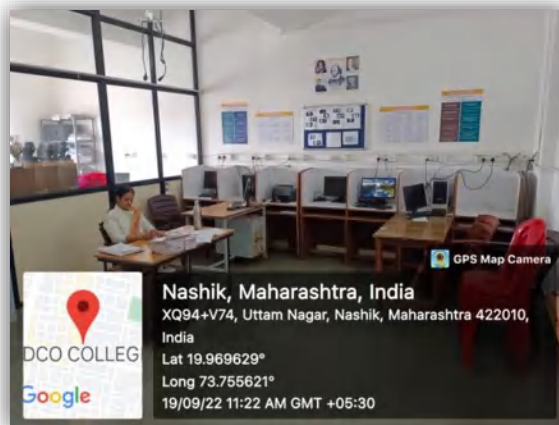 GPS Map Camera
Nashik, Maharashtra, India
XQ94+V74, Uttam Nagar, Nashik, Maharashtra 422010,
India
Lat 19.969629°
Long 73.755621°
19/09/22 11:22 AM GMT +05:30
DCO COLLEG
Google